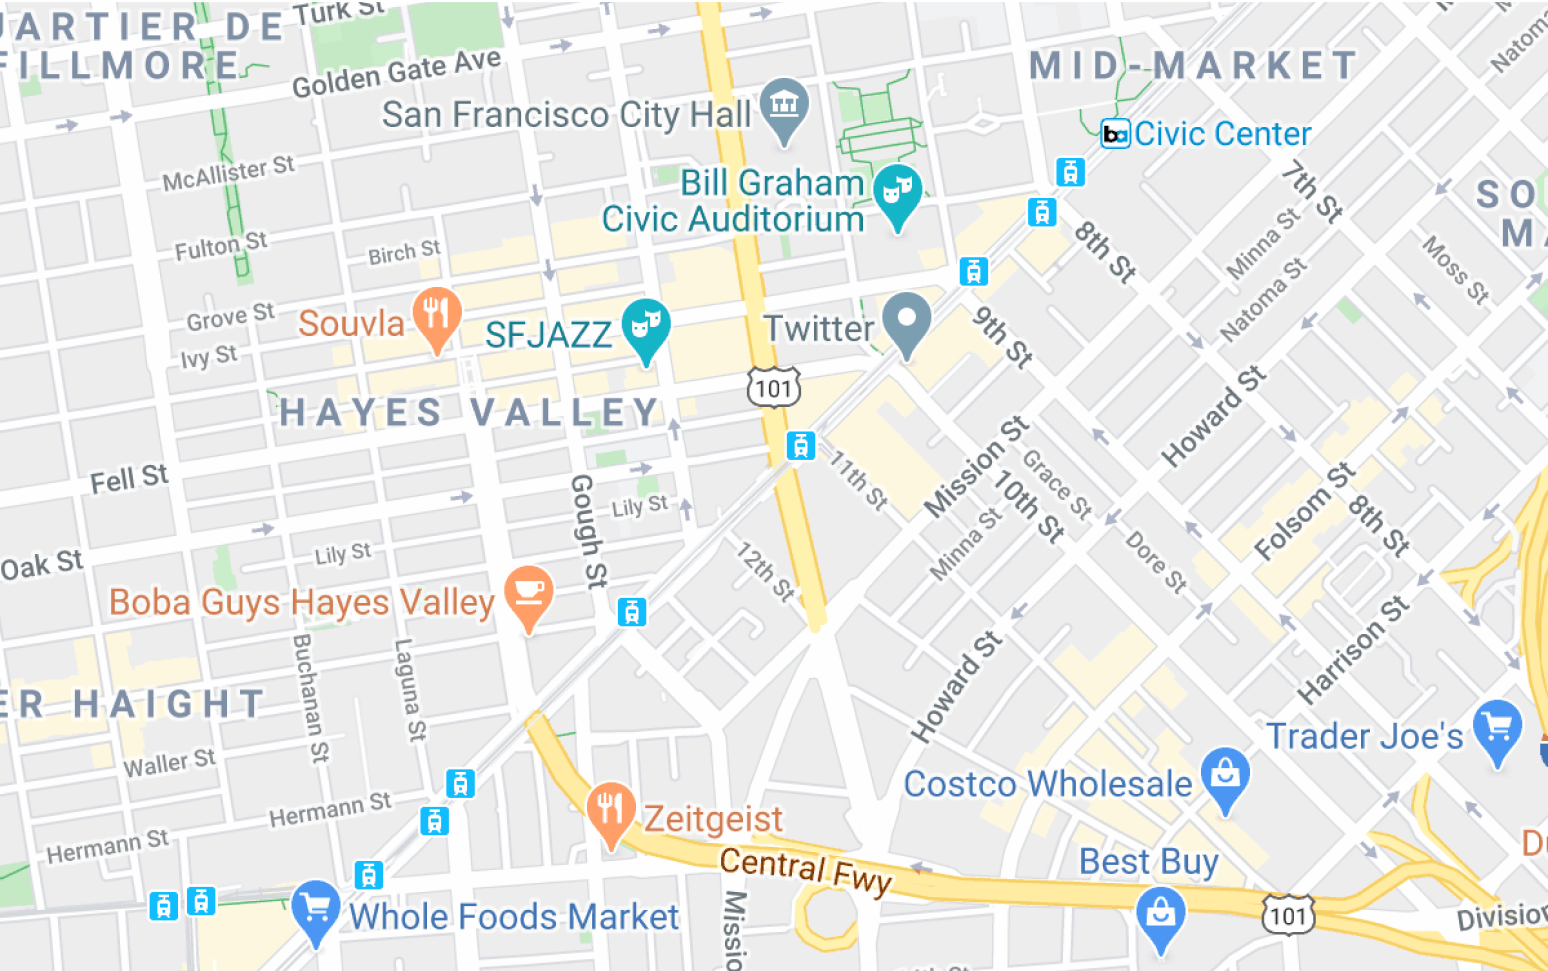 UARTIER DE
FILLMORE
Turk St
Golden Gate Ave
MID-MARKET
Natoma
San Francisco City Hall
Civic Center
McAllister St
Bill Graham
Civic Auditorium
7th St
SO
M
Fulton St
Birch St
8th St
Minna St
Moss St
Natoma St
Grove St
Souvla
SFJAZZ
Twitter
9th St
Ivy St
101
HAYES VALLEY
Howard St
Fell St
Gough St
Lily St
11th St
Mission St
Grace St
10th St
Folsom St
8th St
Oak St
Lily St
12th St
Minna St
Dore St
Boba Guys Hayes Valley
Buchanan St
Laguna St
Howard St
Harrison St
ER HAIGHT
Waller St
Trader Joe's
Costco Wholesale
Hermann St
Zeitgeist
Hermann St
Central Fwy
Best Buy
Whole Foods Market
Missio
101
Division